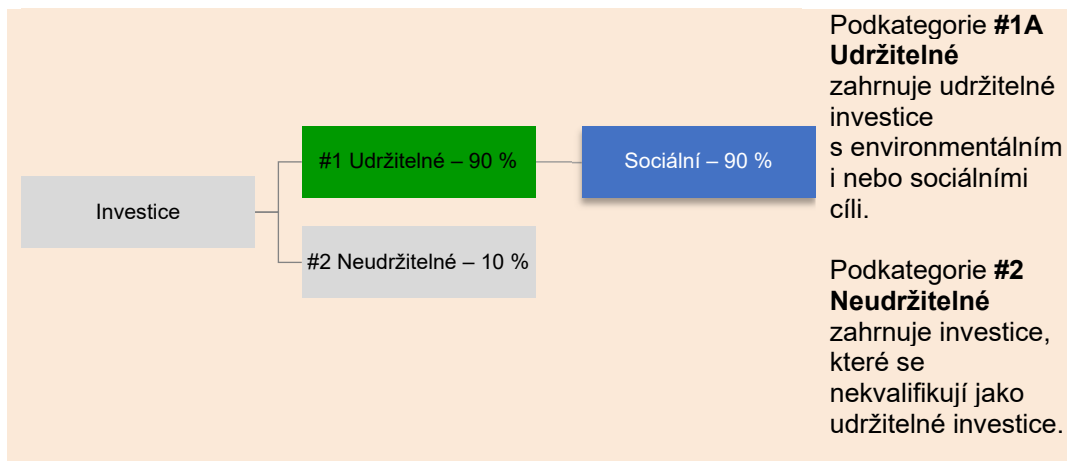 Investice
#1 Udržitelné – 90 %
Sociální – 90 %
#2 Neudržitelné – 10 %
Podkategorie #1A
Udržitelné
zahrnuje udržitelné
investice
s environmentálním
i nebo sociálními
cíli.
Podkategorie #2
Neudržitelné
zahrnuje investice,
které se
nekvalifikují jako
udržitelné investice.